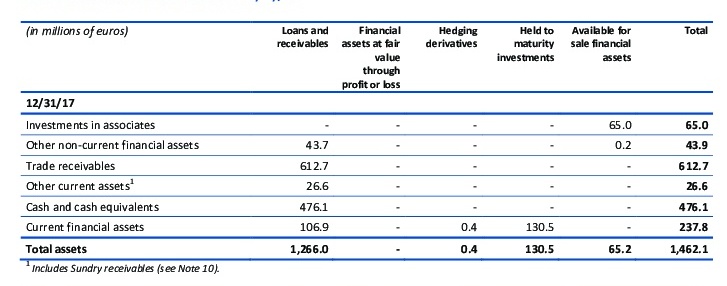 (in millions of euros) Loans and receivables Financial assets at fair value through profit or loss Hedging derivatives Held to maturity investments Available for sale financial assets Total
12/31/17
Investments in associates - - - - 65.0 65.0
Other non-current financial assets 43.7 - - - 0.2 43.9
Trade receivables 612.7 - - - - 612.7
Other current assets¹ 26.6 - - - - 26.6
Cash and cash equivalents 476.1 - - - - 476.1
Current financial assets 106.9 - 0.4 130.5 - 237.8
Total assets 1,266.0 - 0.4 130.5 65.2 1,462.1
¹ Includes Sundry receivables (see Note 10).